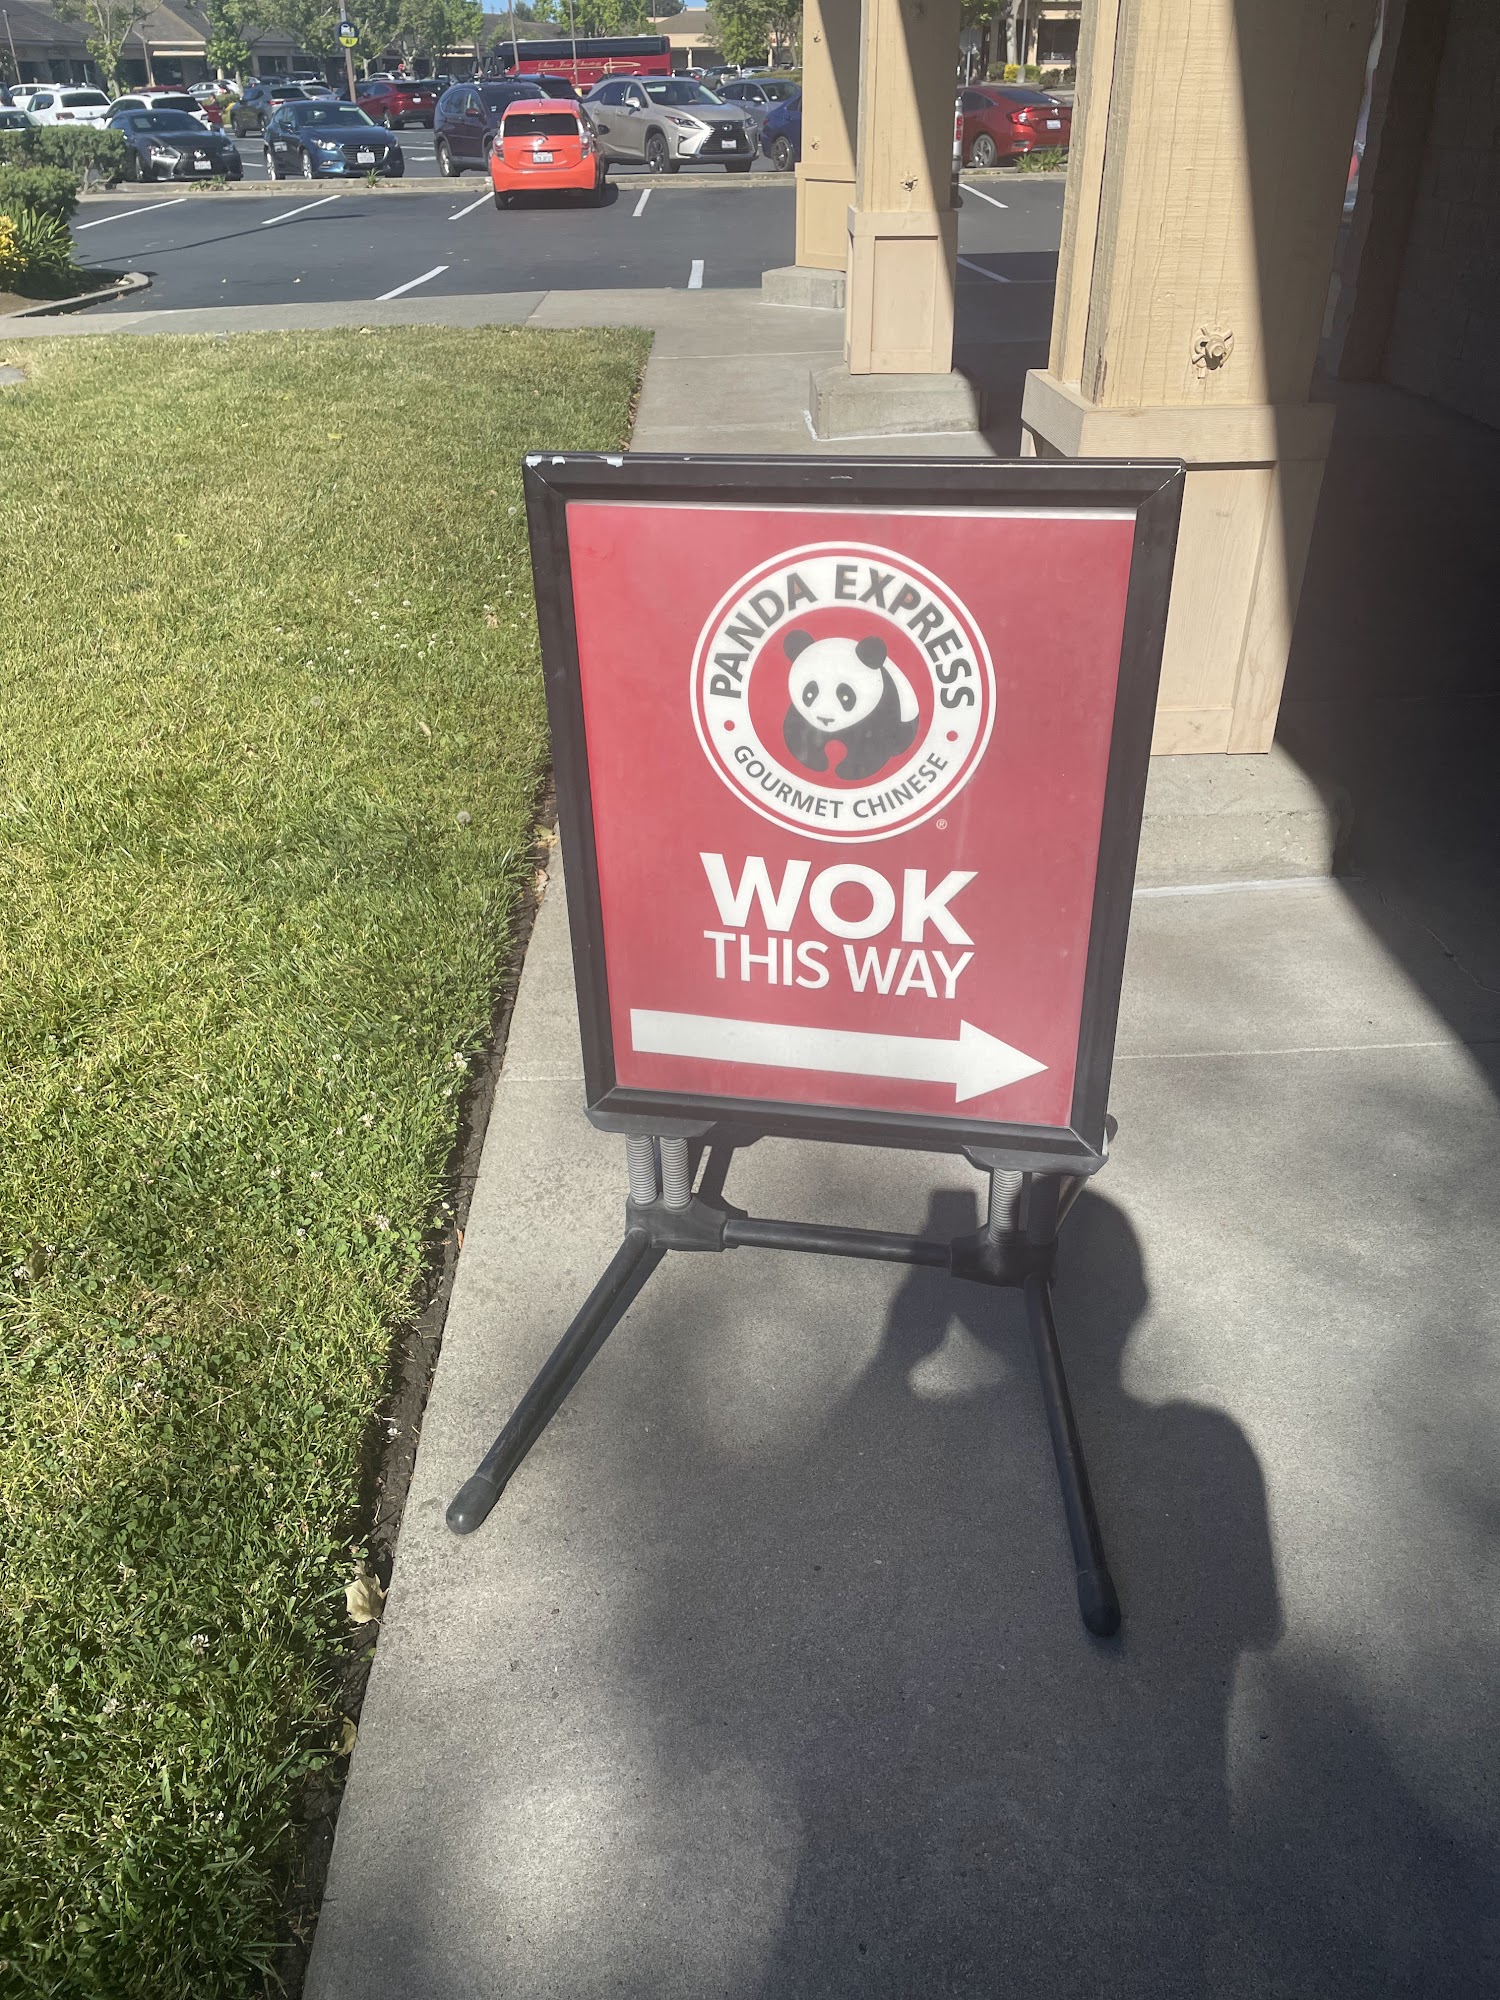 PANDA EXPRESS
GOURMET CHINESE
®
WOK
THIS WAY